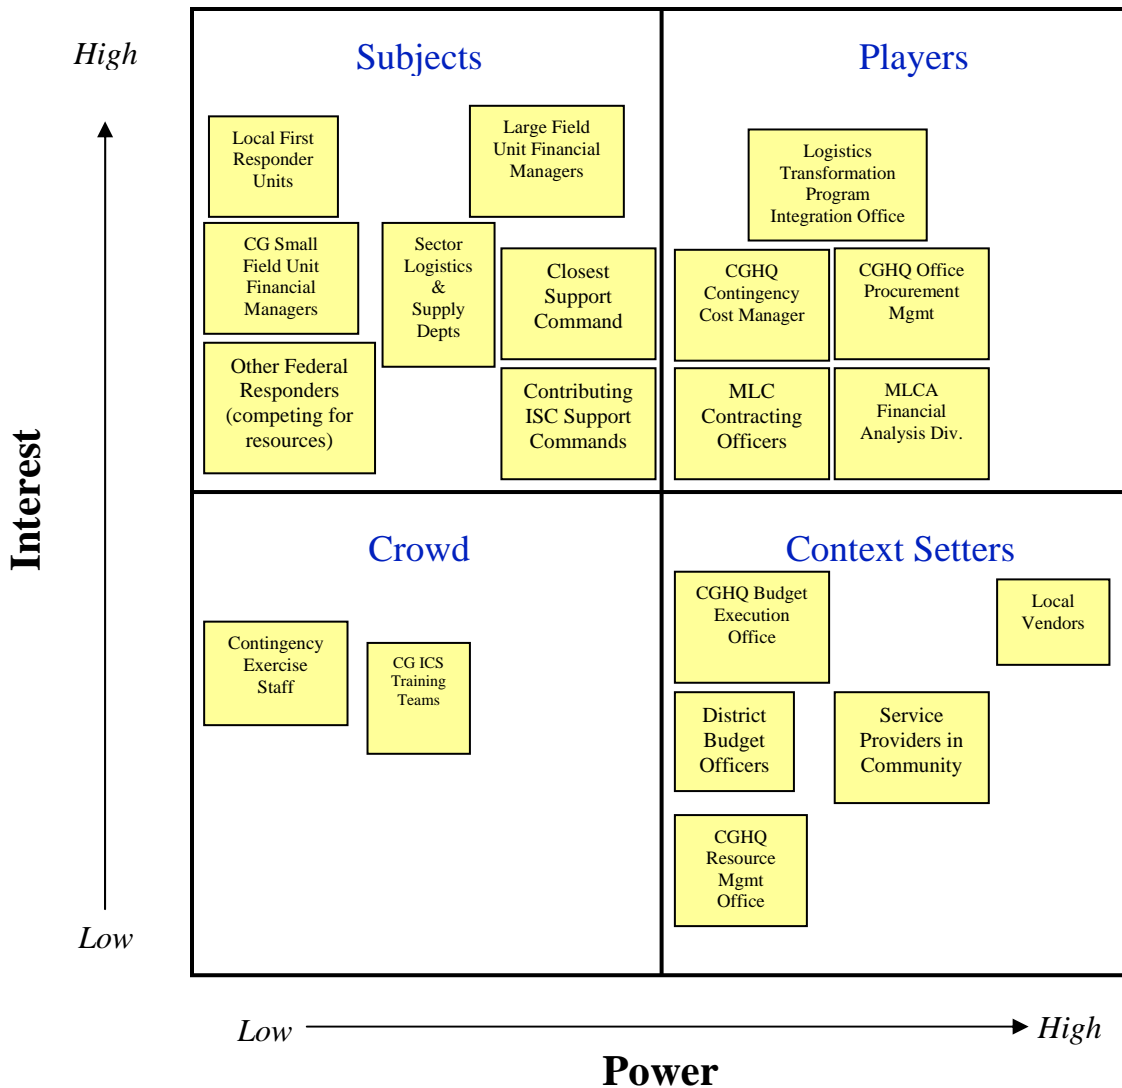 High
Subjects
Players
Local First
Responder
Units
Large Field
Unit Financial
Managers
Logistics
Transformation
Program
Integration Office
CG Small
Field Unit
Financial
Managers
Sector
Logistics
&
Supply
Depts
Closest
Support
Command
CGHQ
Contingency
Cost Manager
CGHQ Office
Procurement
Mgmt
Other Federal
Responders
(competing for
resources)
Contributing
ISC Support
Commands
MLC
Contracting
Officers
MLCA
Financial
Analysis Div.
Interest
Crowd
Context Setters
Contingency
Exercise
Staff
CG ICS
Training
Teams
CGHQ Budget
Execution
Office
Local
Vendors
District
Budget
Officers
Service
Providers in
Community
CGHQ
Resource
Mgmt
Office
Low
Low
High
Power